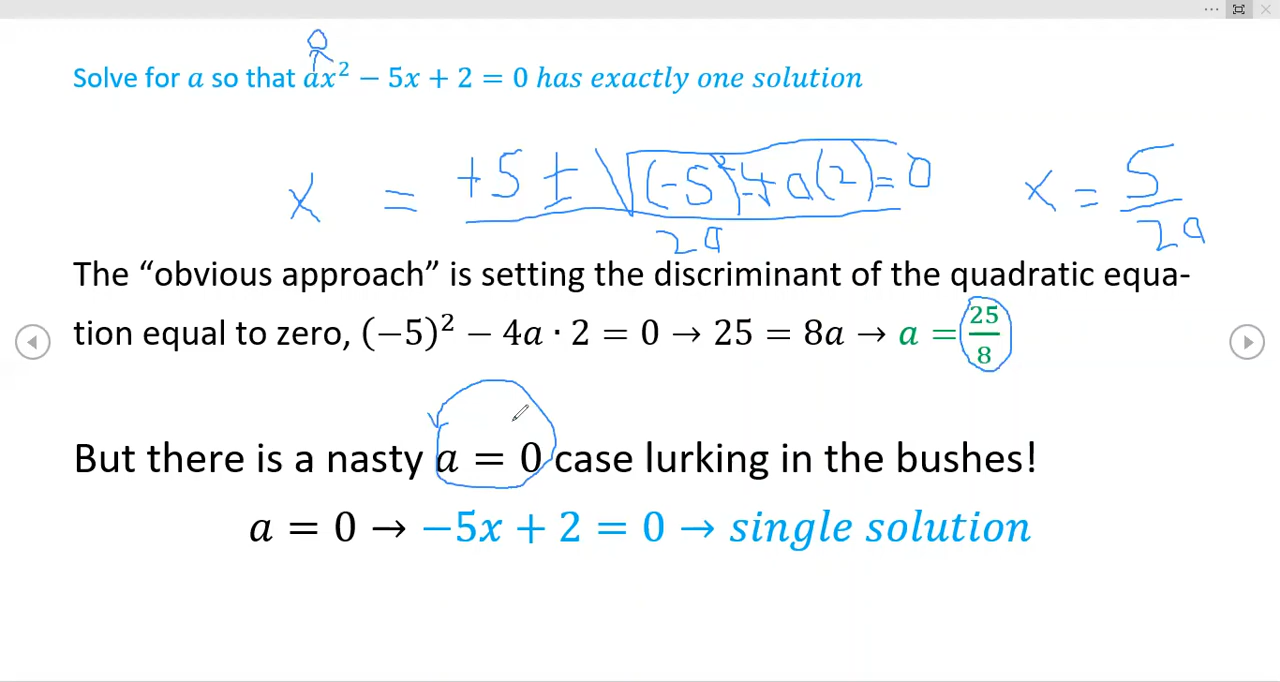 0
Solve for a so that ax² − 5x + 2 = 0 has exactly one solution
x = +5 ± √((-5)² - 4a(2)) = 0 / 2a x = 5/2a
The “obvious approach” is setting the discriminant of the quadratic equa-
tion equal to zero, (−5)² − 4a · 2 = 0 → 25 = 8a → a = 25/8
But there is a nasty a = 0 case lurking in the bushes!
a = 0 → −5x + 2 = 0 → single solution